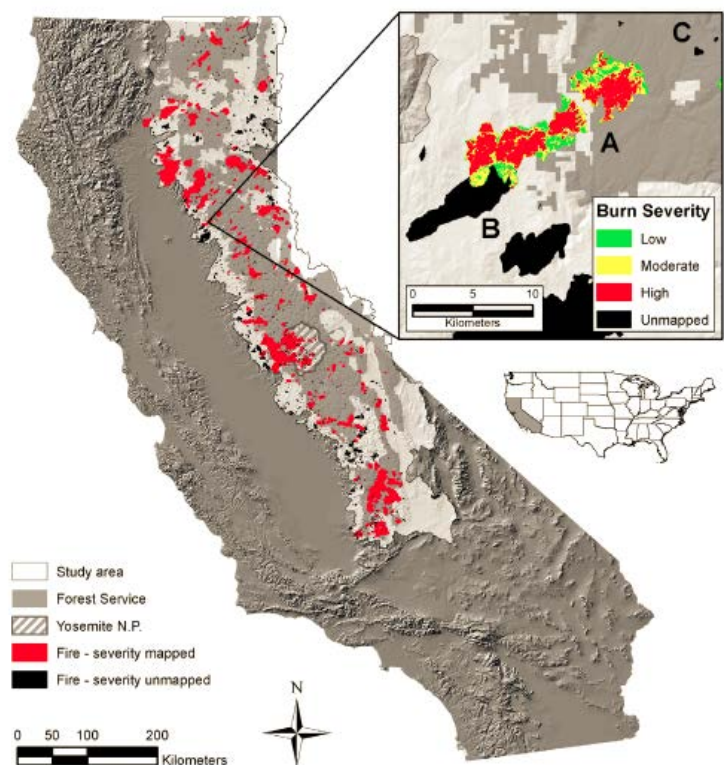 C
A
B
Burn Severity
Low
Moderate
High
Unmapped
0 5 10
Kilometers
Study area
Forest Service
Yosemite N.P.
Fire - severity mapped
Fire - severity unmapped
N
0 50 100 200
Kilometers